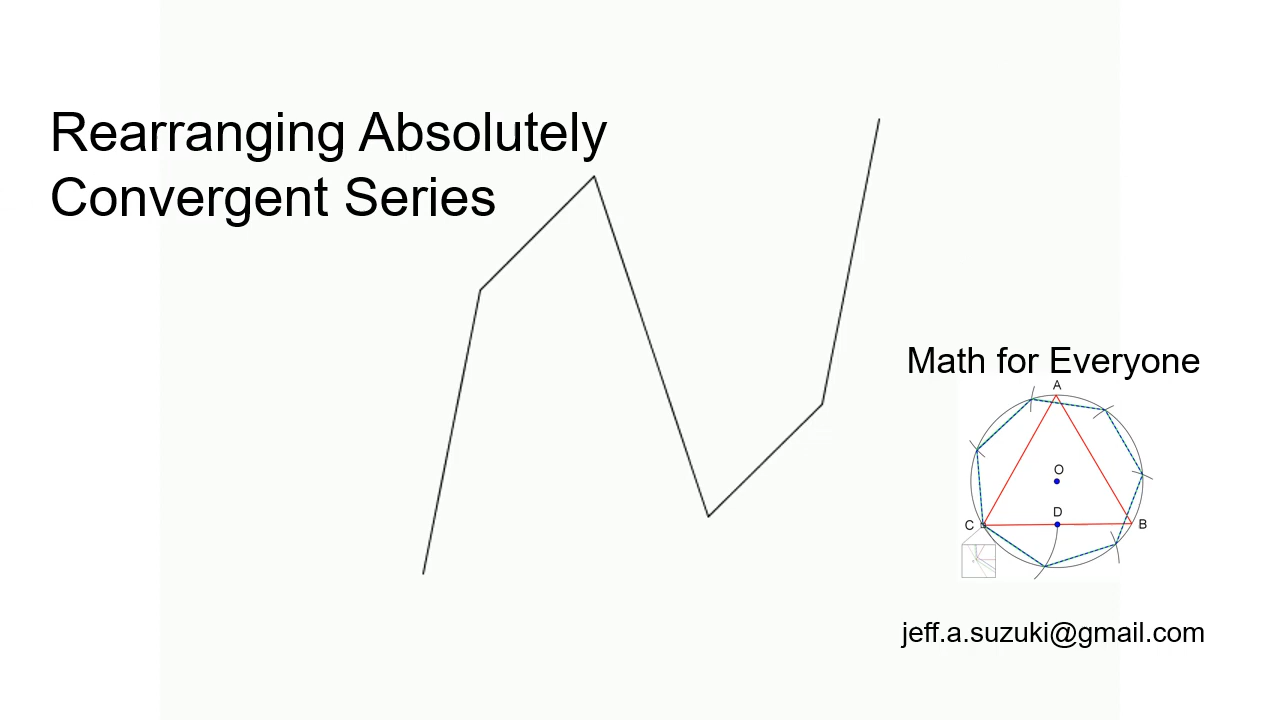 Rearranging Absolutely
Convergent Series
Math for Everyone
A
O
D
C
B
jeff.a.suzuki@gmail.com